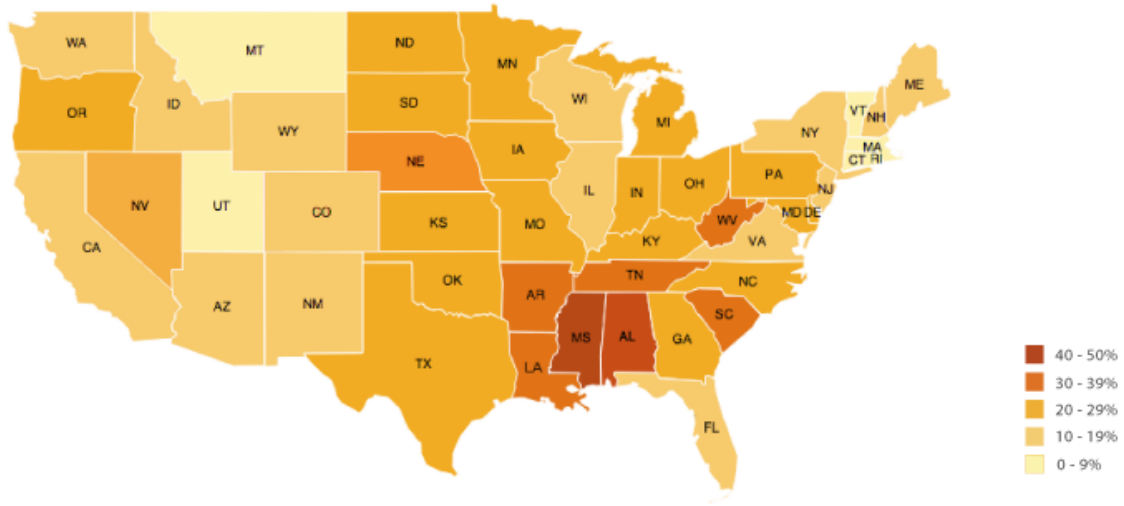 WA
MT
ND
MN
OR
ID
SD
WI
MI
ME
VT
NH
WY
NY
NE
IA
MA
CT RI
NV
UT
CO
KS
MO
IL
IN
OH
PA
NJ
MD DE
WV
VA
KY
CA
AZ
NM
OK
AR
TN
NC
TX
LA
MS
AL
GA
SC
FL
40 - 50%
30 - 39%
20 - 29%
10 - 19%
0 - 9%